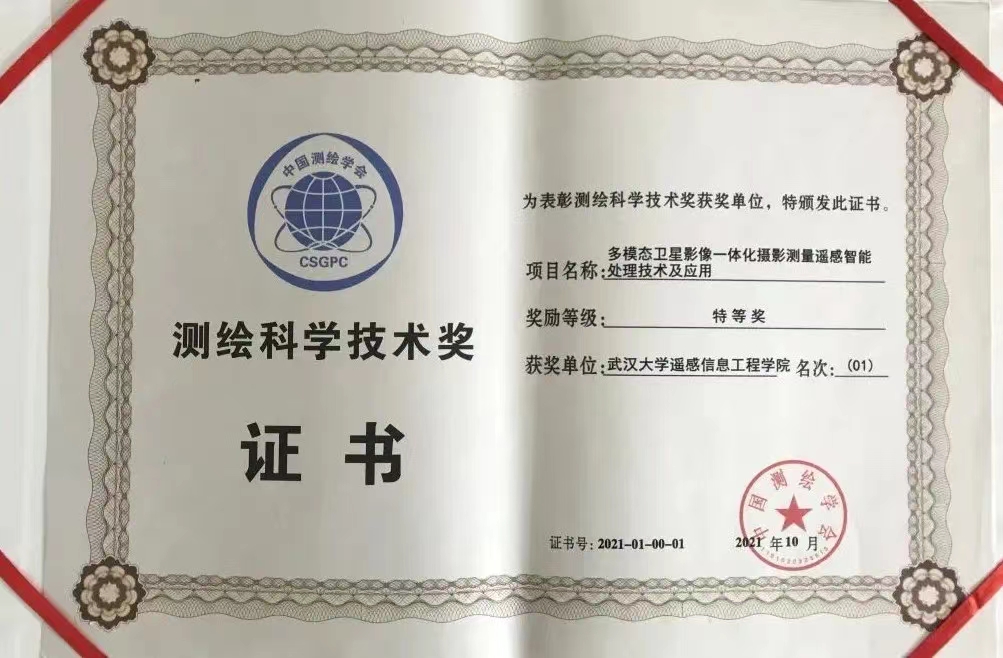 中国测绘学会
CSGPC
测绘科学技术奖
证书
为表彰测绘科学技术奖获奖单位，特颁发此证书。
项目名称:多模态卫星影像一体化摄影测量遥感智能
处理技术及应用
奖励等级:特等奖
获奖单位:武汉大学遥感信息工程学院 名次:(01)
中国测绘学会
证书号:2021-01-00-01
2021年10月